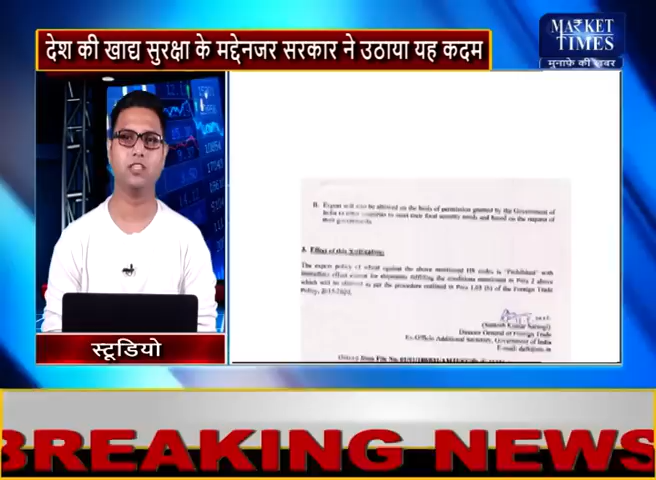 देश की खाद्य सुरक्षा के मद्देनजर सरकार ने उठाया यह कदम
MARKET
TIMES
मुनाफे की खबर
II. Export will also be allowed on the basis of permission granted by the Government of
India to other countries to meet their food security needs and based on the request of
their governments.
3. Effect of this Notification:
The export policy of wheat against the above mentioned HS codes is 'Prohibited' with
immediate effect except for shipments fulfilling the conditions mentioned in Para 2 above
which will be allowed as per the procedure outlined in Para 1.05 (b) of the Foreign Trade
Policy, 2015-2020.
(Santosh Kumar Sarangi)
Director General of Foreign Trade
Ex-Officio Additional Secretary, Government of India
E-mail: dgft@nic.in
स्टूडियो
BREAKING NEWS